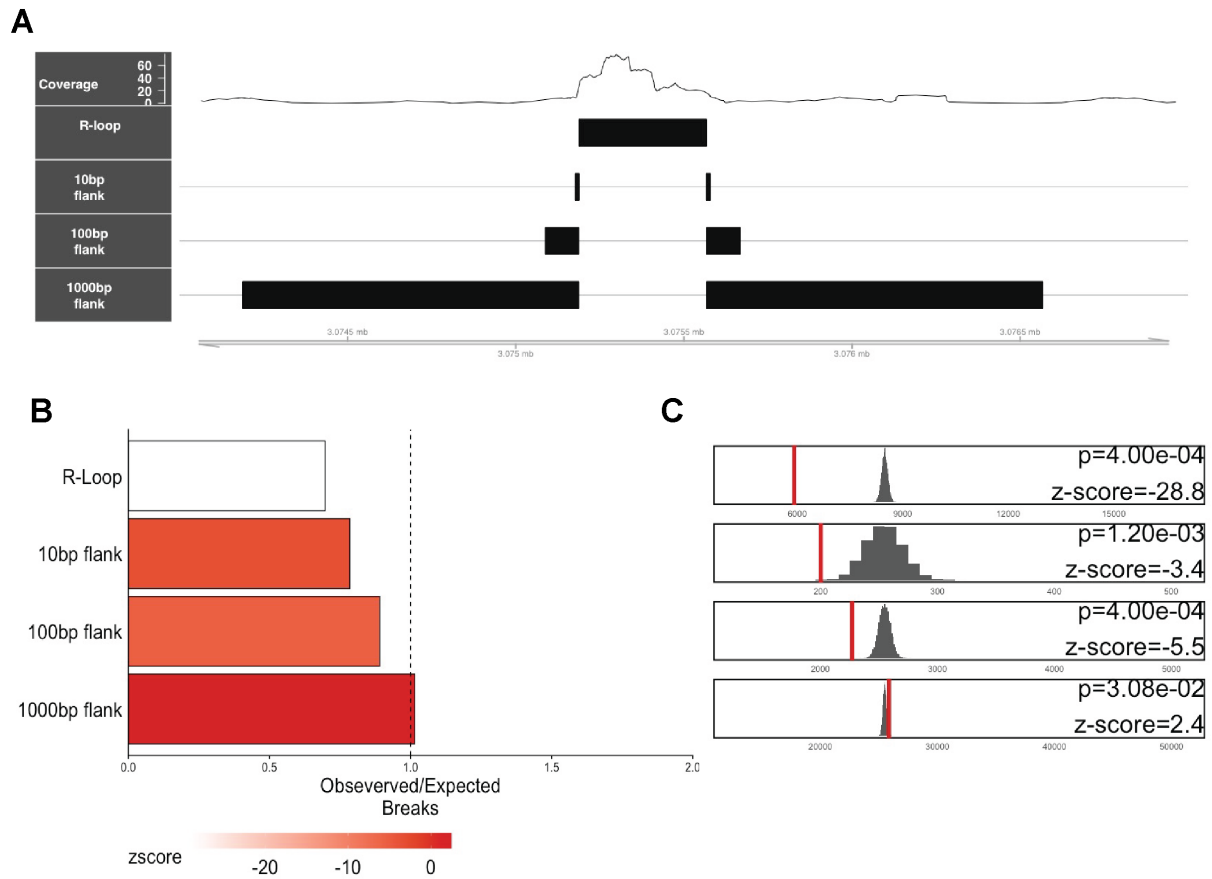 A
Coverage
60
40
20
0
R-loop
10bp
flank
100bp
flank
1000bp
flank
3.0745 mb
3.0755 mb
3.0765 mb
3.075 mb
3.076 mb
B
R-Loop
10bp flank
100bp flank
1000bp flank
0.0 0.5 1.0 1.5 2.0
Obseverved/Expected
Breaks
zscore
-20 -10 0
C
p=4.00e-04
z-score=-28.8
6000 9000 12000 15000
p=1.20e-03
z-score=-3.4
200 300 400 500
p=4.00e-04
z-score=-5.5
2000 3000 4000 5000
p=3.08e-02
z-score=2.4
20000 30000 40000 50000